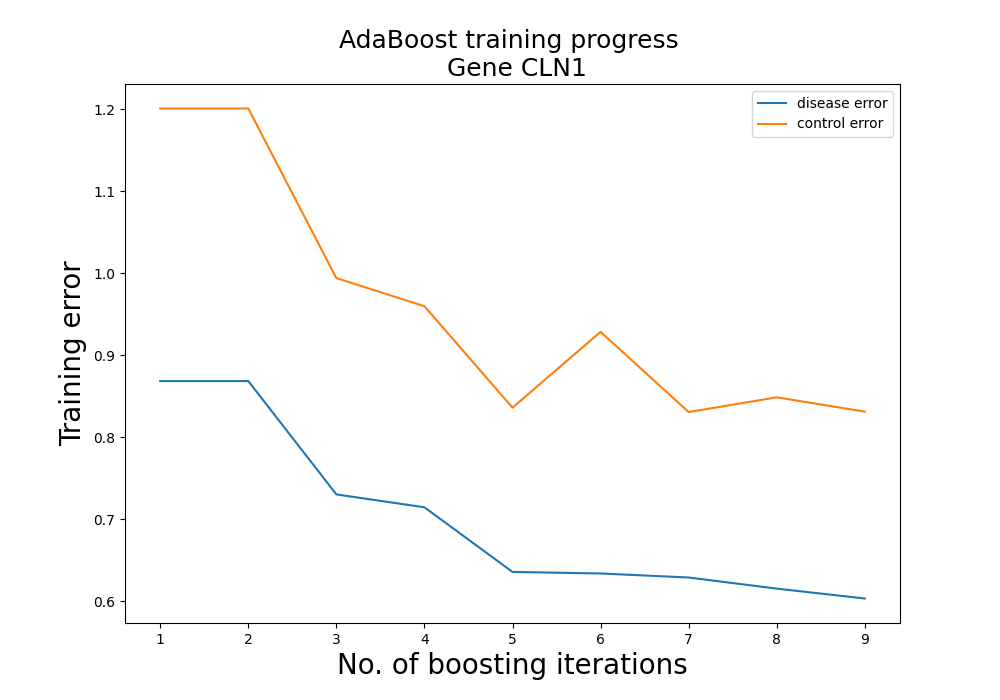 AdaBoost training progress
Gene CLN1
disease error
control error
Training error
1.2
1.1
1.0
0.9
0.8
0.7
0.6
1 2 3 4 5 6 7 8 9
No. of boosting iterations